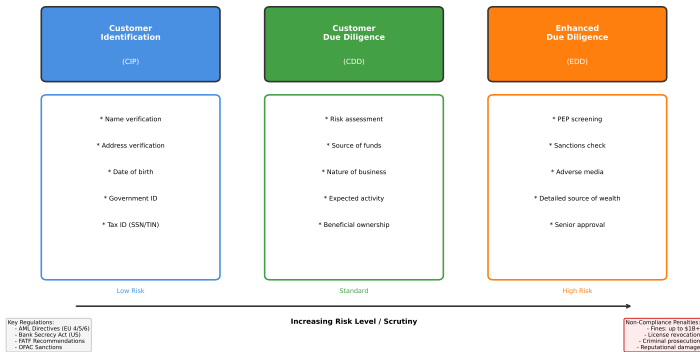 Customer
Identification
(CIP)
Customer
Due Diligence
(CDD)
Enhanced
Due Diligence
(EDD)
* Name verification
* Address verification
* Date of birth
* Government ID
* Tax ID (SSN/TIN)
* Risk assessment
* Source of funds
* Nature of business
* Expected activity
* Beneficial ownership
* PEP screening
* Sanctions check
* Adverse media
* Detailed source of wealth
* Senior approval
Low Risk
Standard
High Risk
Increasing Risk Level / Scrutiny
Key Regulations:
- AML Directives (EU 4/5/6)
- Bank Secrecy Act (US)
- FATF Recommendations
- OFAC Sanctions
Non-Compliance Penalties:
- Fines: up to $1B+
- License revocation
- Criminal prosecution
- Reputational damage